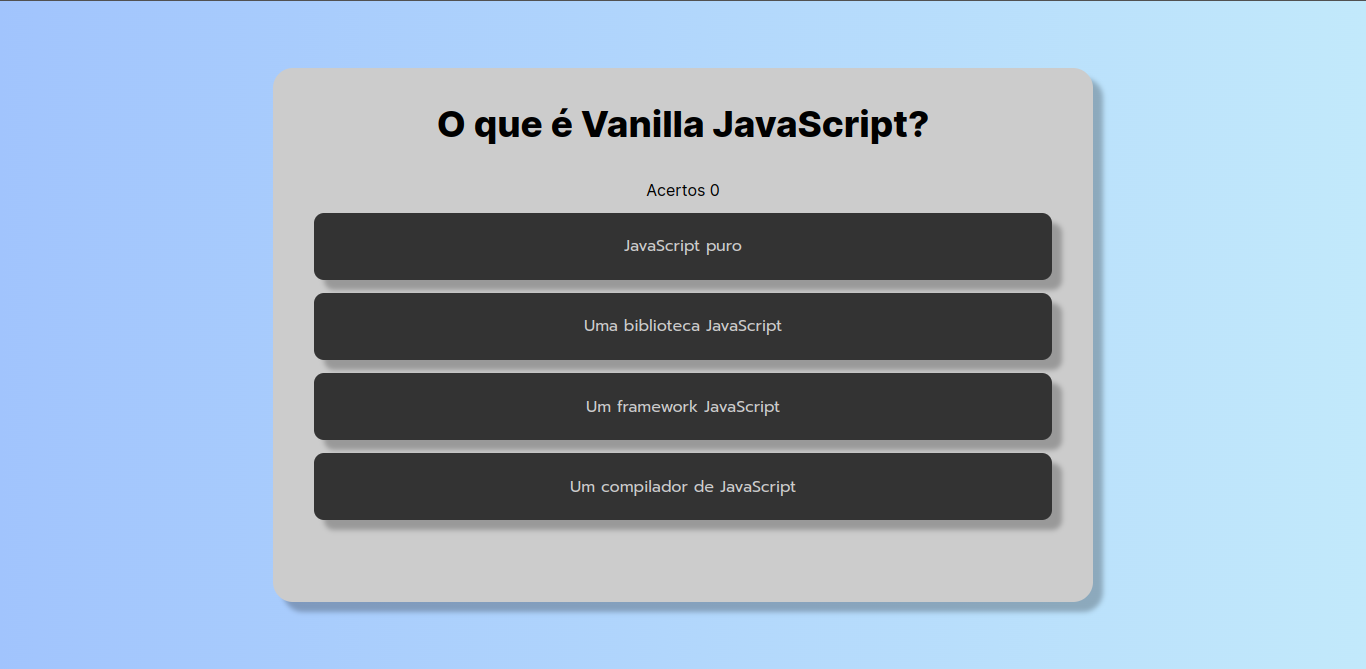 O que é Vanilla JavaScript?
Acertos 0
JavaScript puro
Uma biblioteca JavaScript
Um framework JavaScript
Um compilador de JavaScript